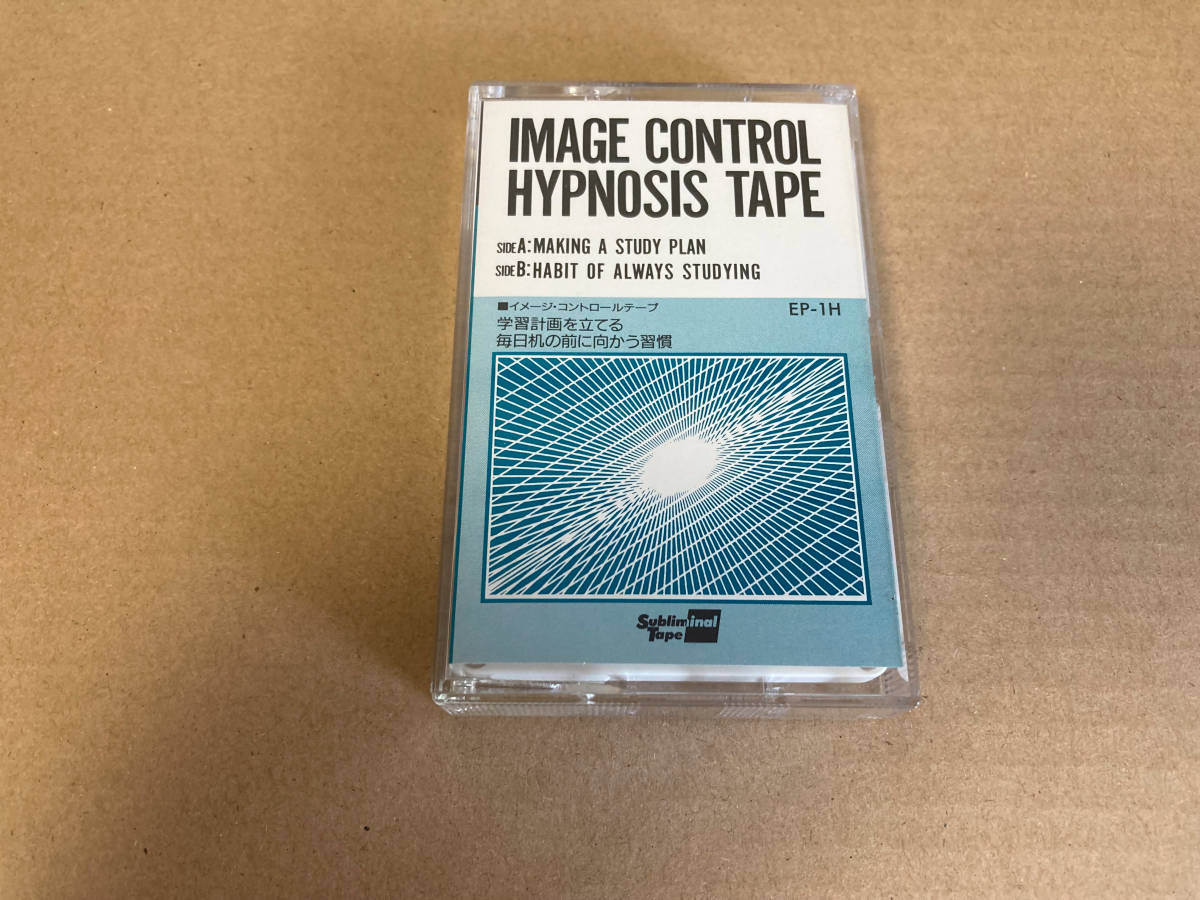 IMAGE CONTROL
HYPNOSIS TAPE
SIDE A: MAKING A STUDY PLAN
SIDE B: HABIT OF ALWAYS STUDYING
■イメージ・コントロールテープ EP-1H
学習計画を立てる
毎日机の前に向かう習慣
Subliminal
Tape